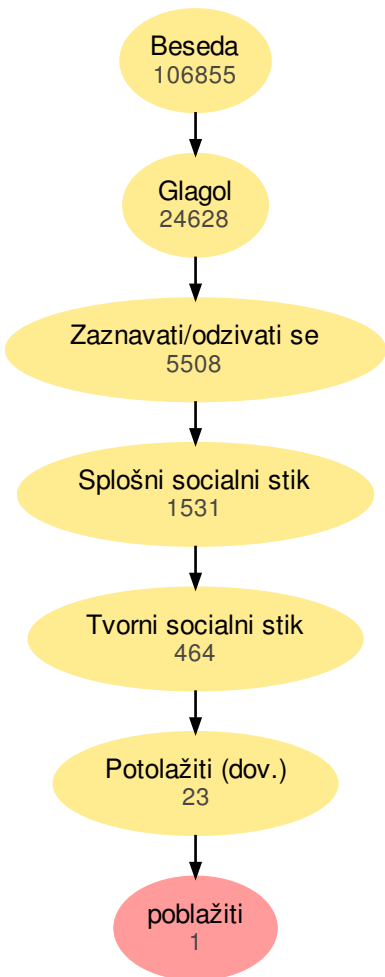 Beseda
106855
Glagol
24628
Zaznavati/odzivati se
5508
Splošni socialni stik
1531
Tvorni socialni stik
464
Potolažiti (dov.)
23
poblažiti
1